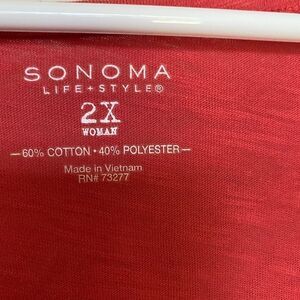 SONOMA
LIFE+STYLE®
2X
WOMAN
—60% COTTON • 40% POLYESTER—
Made in Vietnam
RN# 73277